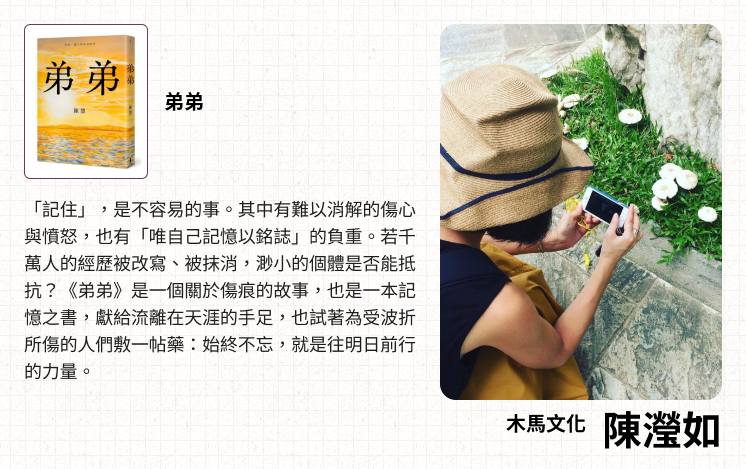 弟弟
弟弟
陳慧
弟弟
「記住」，是不容易的事。其中有難以消解的傷心
與憤怒，也有「唯自己記憶以銘誌」的負重。若千
萬人的經歷被改寫、被抹消，渺小的個體是否能抵
抗？《弟弟》是一個關於傷痕的故事，也是一本記
憶之書，獻給流離在天涯的手足，也試著為受波折
所傷的人們敷一帖藥：始終不忘，就是往明日前行
的力量。
木馬文化 陳瀅如